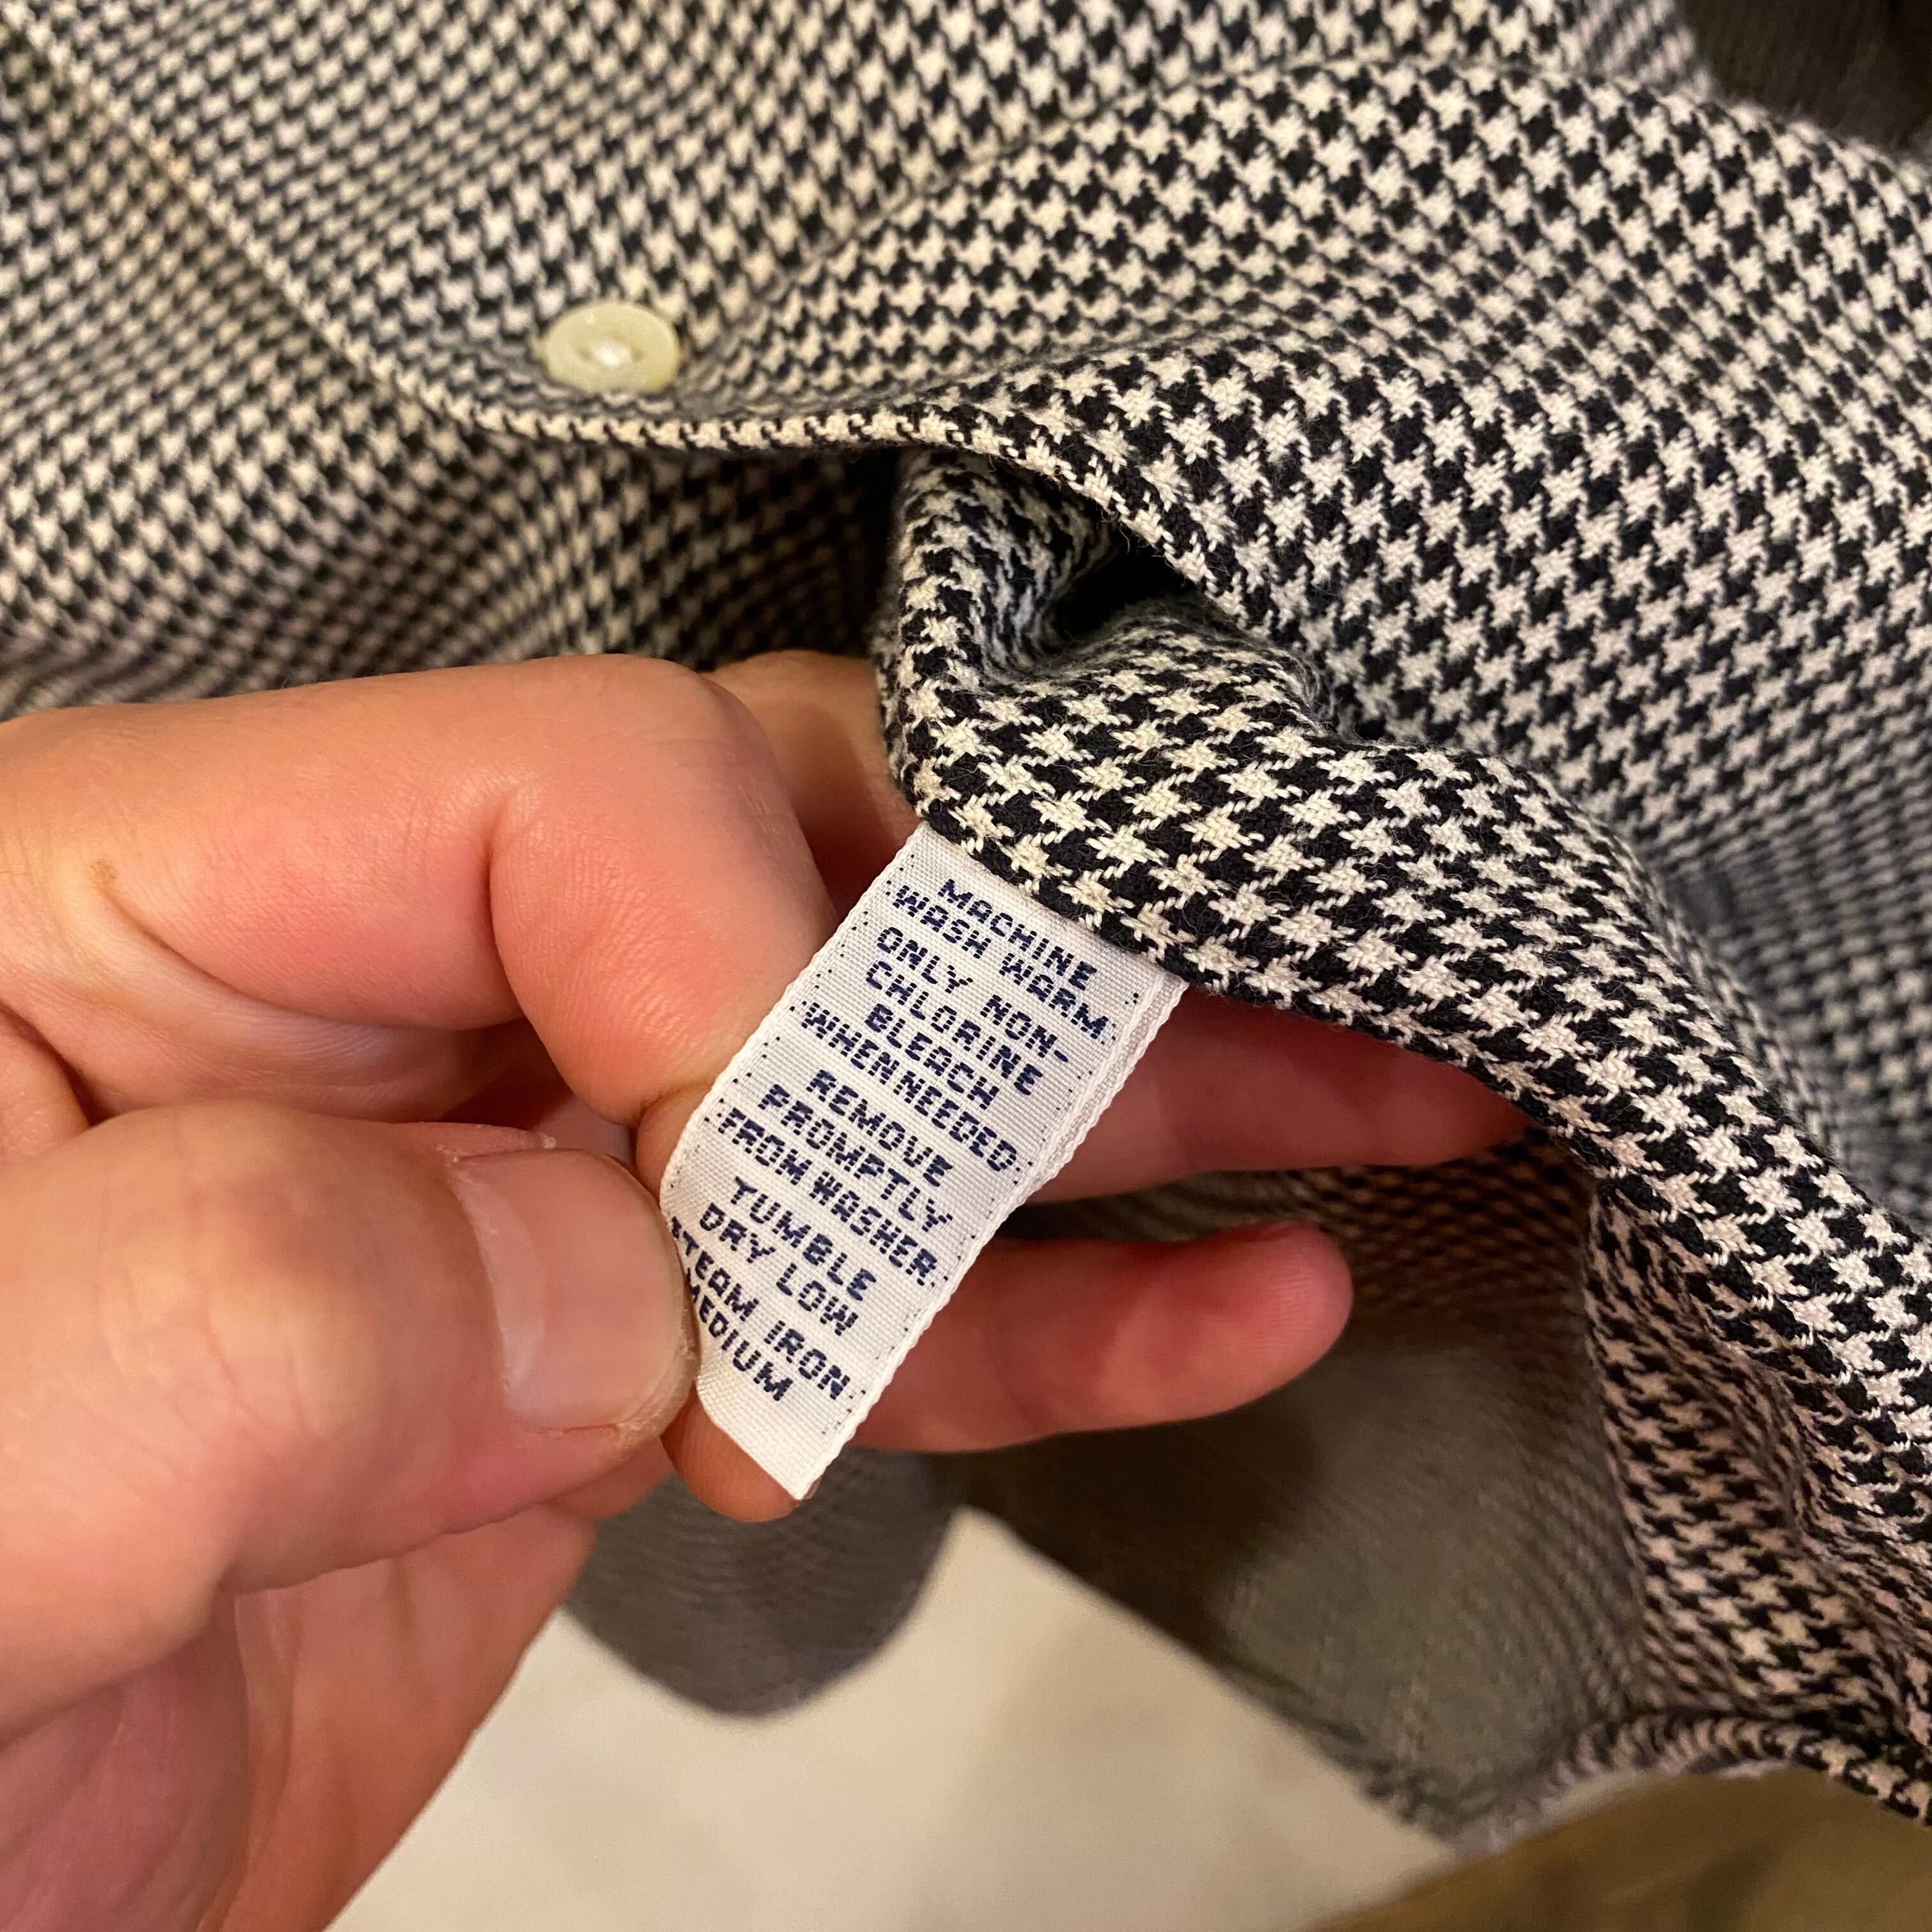 MACHINE
WASH WARM
ONLY NON-
CHLORINE
BLEACH
WHEN NEEDED
REMOVE
PROMPTLY
FROM WASHER
TUMBLE
DRY LOW
STEAM IRON
MEDIUM